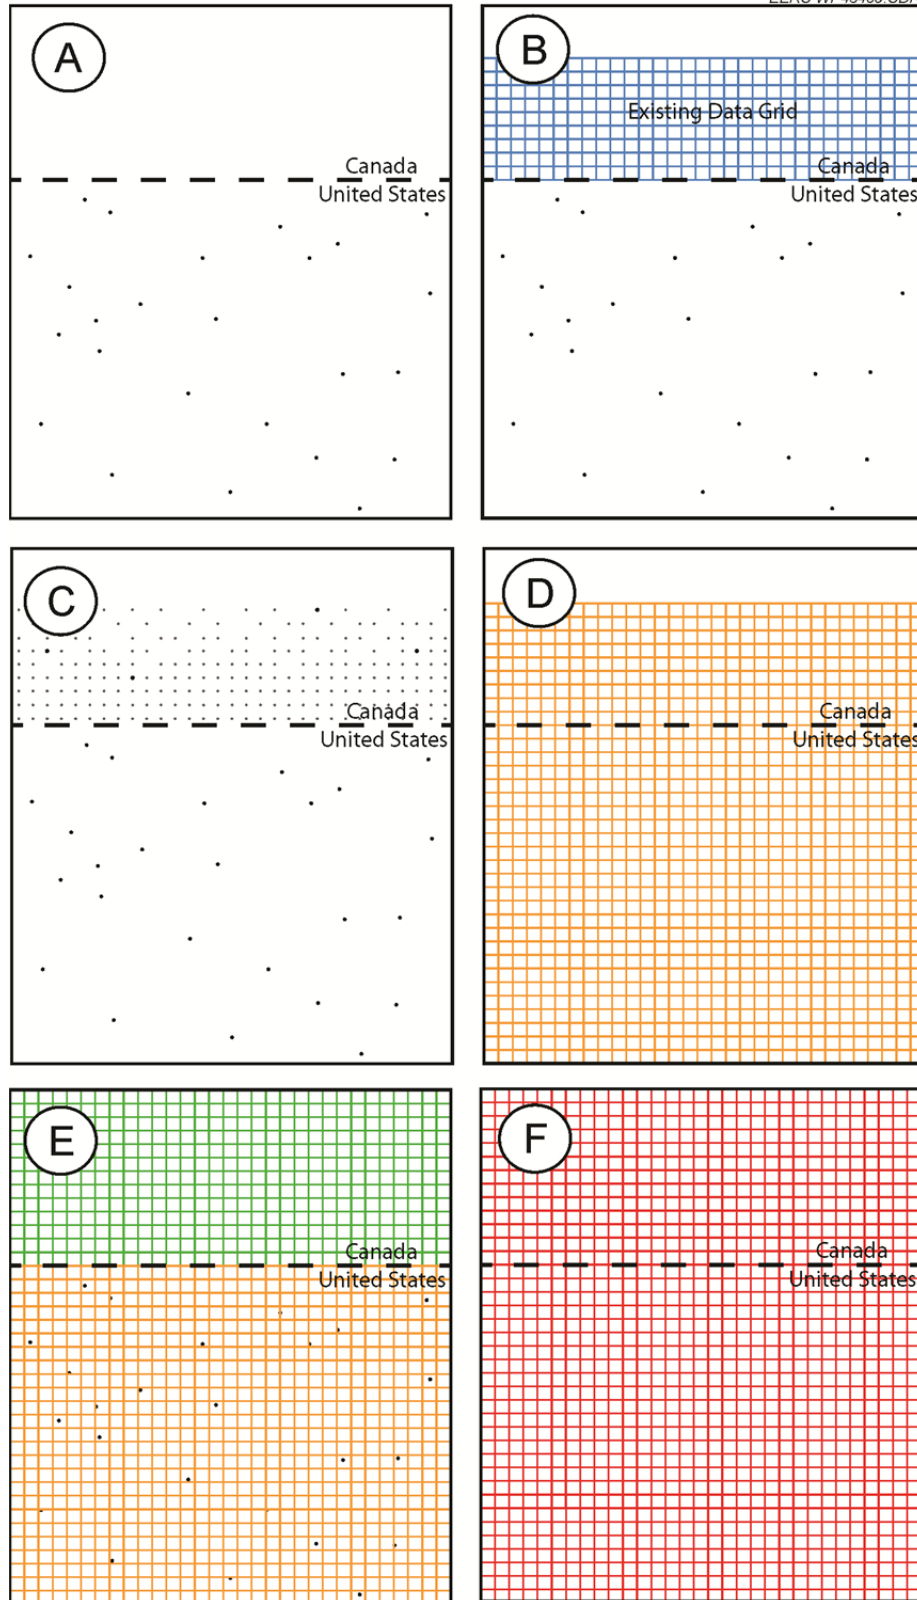 A
Canada
United States
B
Existing Data Grid
Canada
United States
C
Canada
United States
D
Canada
United States
E
Canada
United States
F
Canada
United States